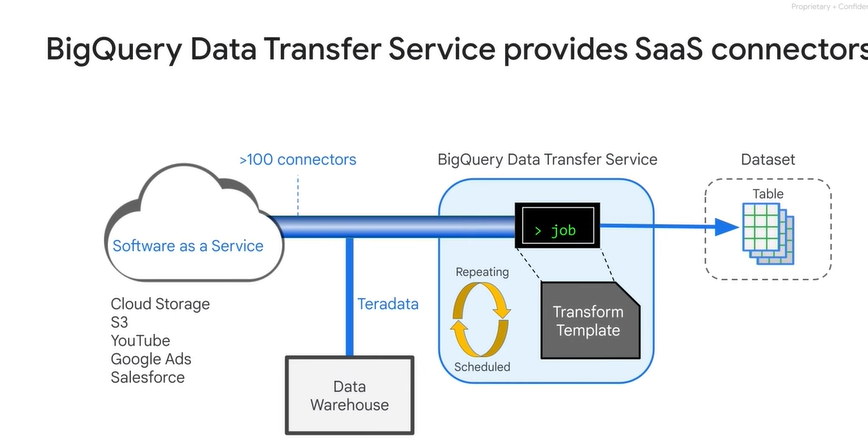 Proprietary + Confiden
BigQuery Data Transfer Service provides SaaS connectors
>100 connectors
BigQuery Data Transfer Service
Dataset
Table
Software as a Service
> job
Repeating
Scheduled
Transform
Template
Teradata
Cloud Storage
S3
YouTube
Google Ads
Salesforce
Data
Warehouse